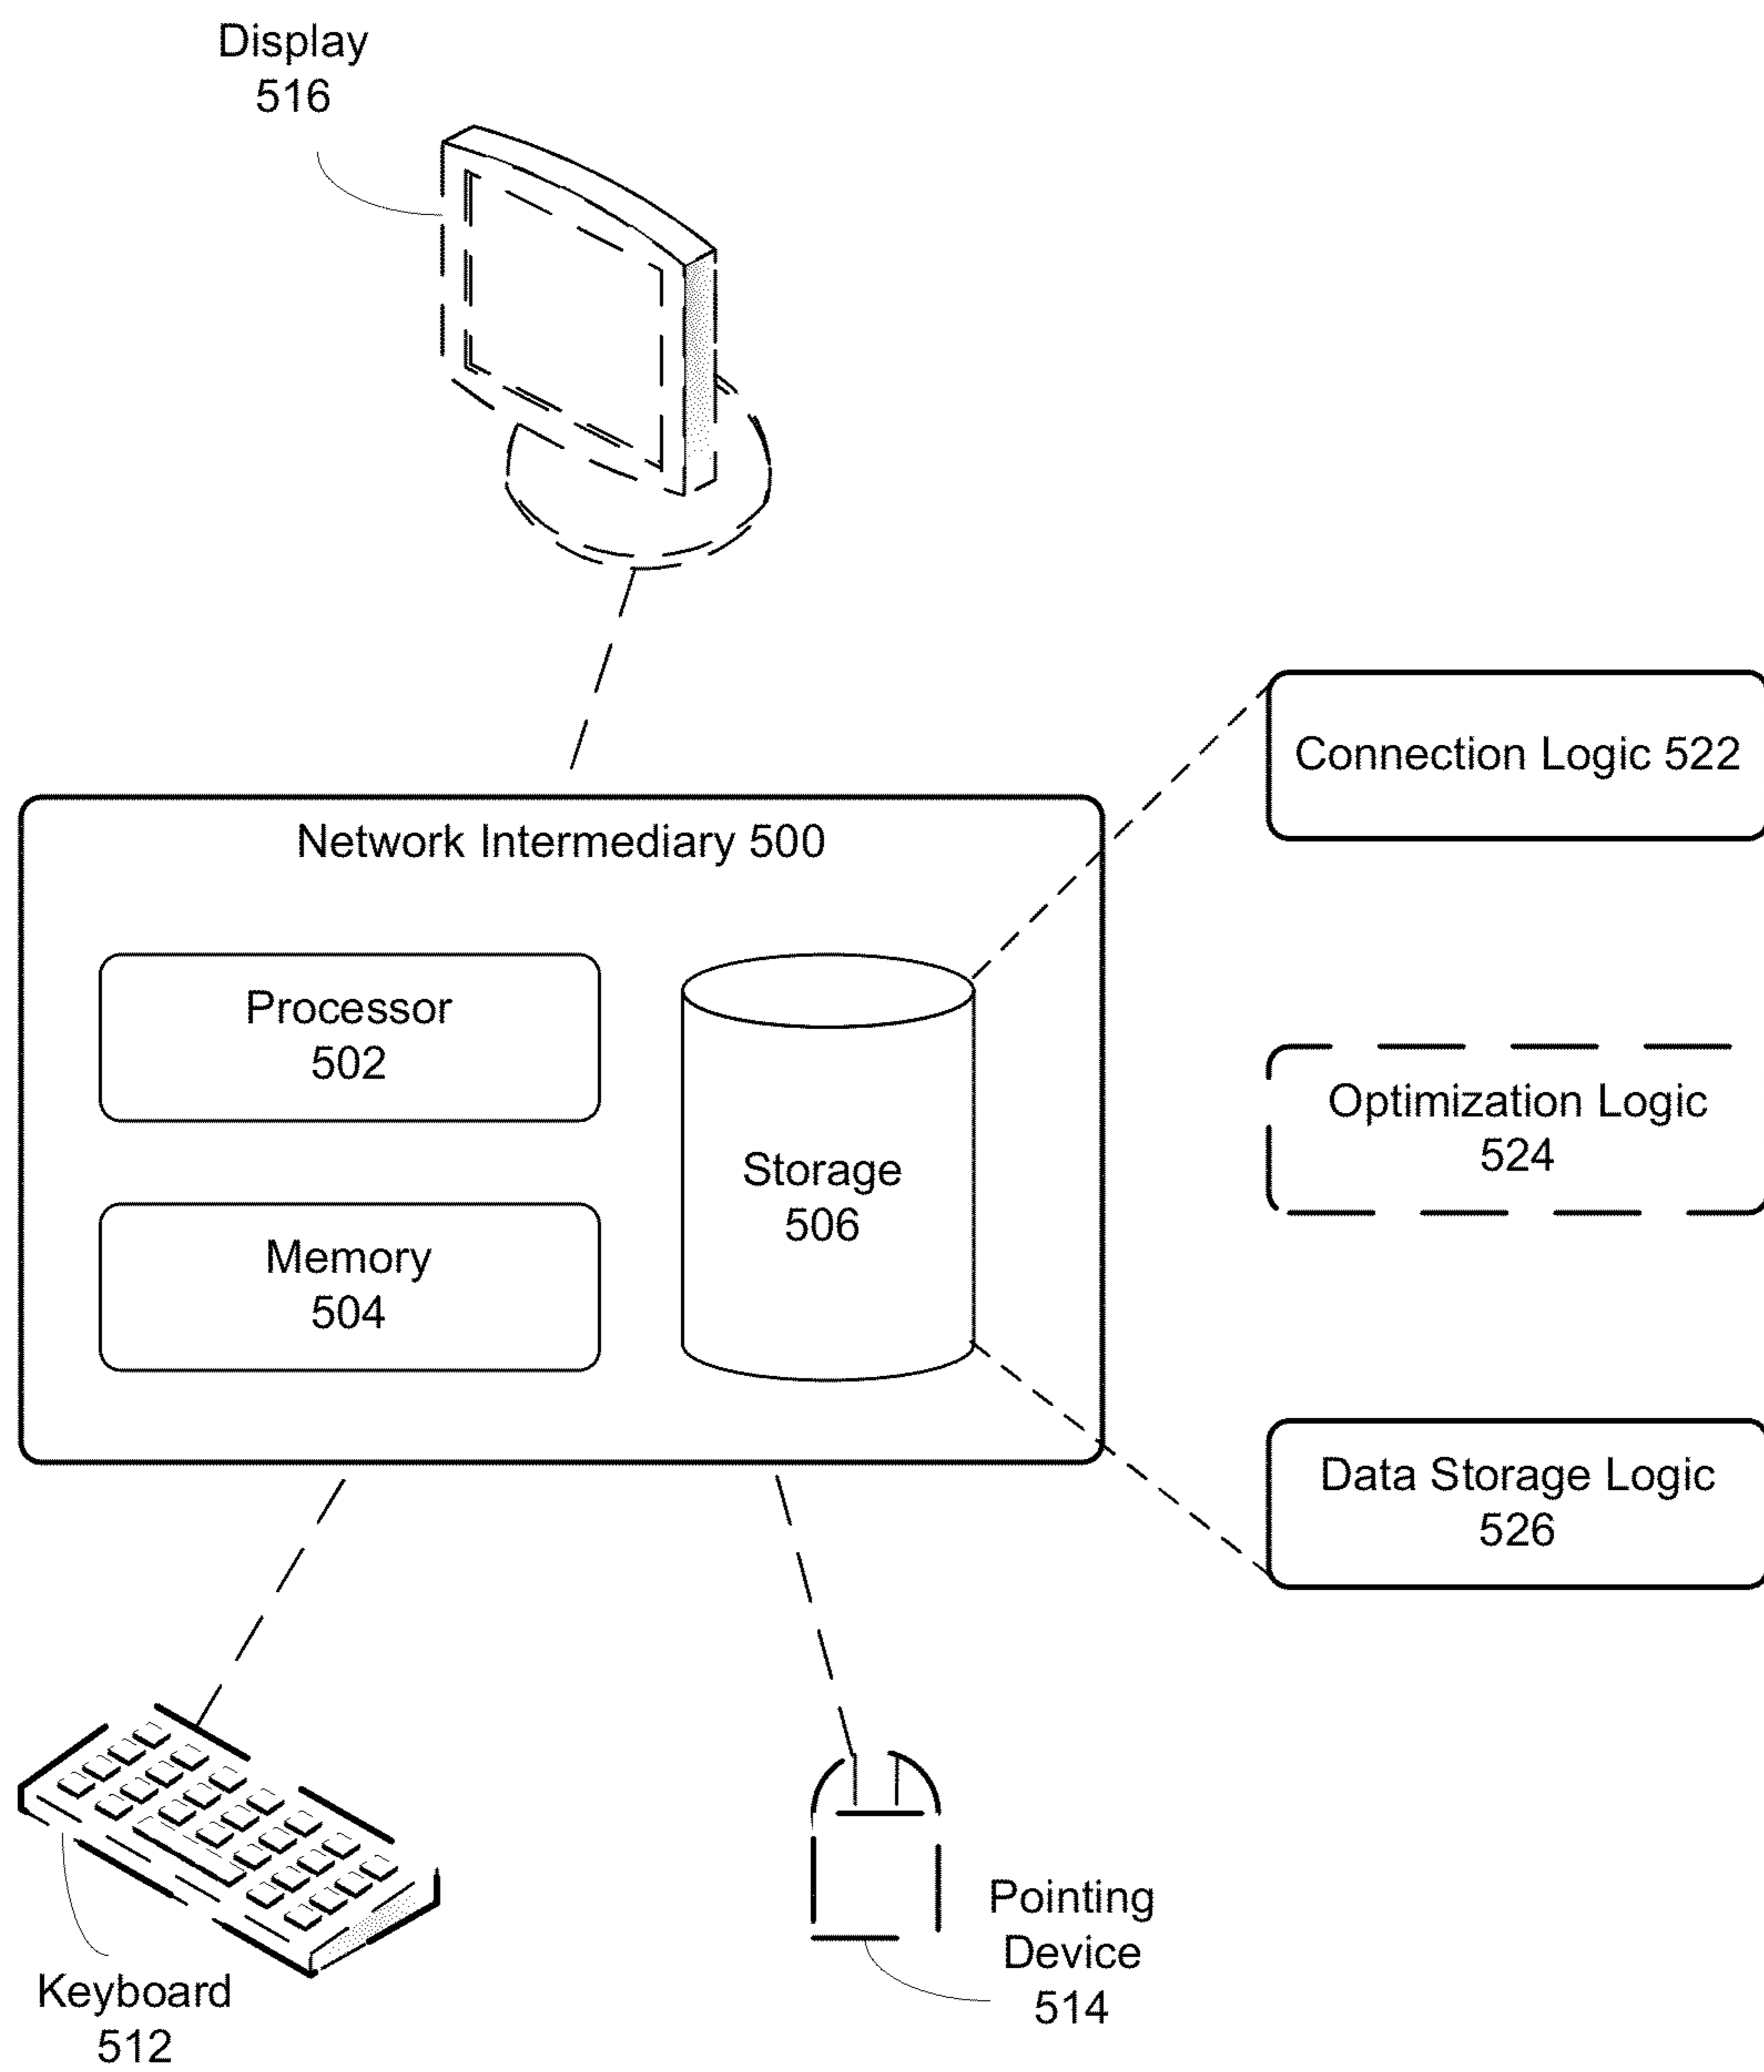 Display
516
Connection Logic 522
Network Intermediary 500
Processor
502
Optimization Logic
524
Storage
506
Memory
504
Data Storage Logic
526
Pointing
Device
514
Keyboard
512